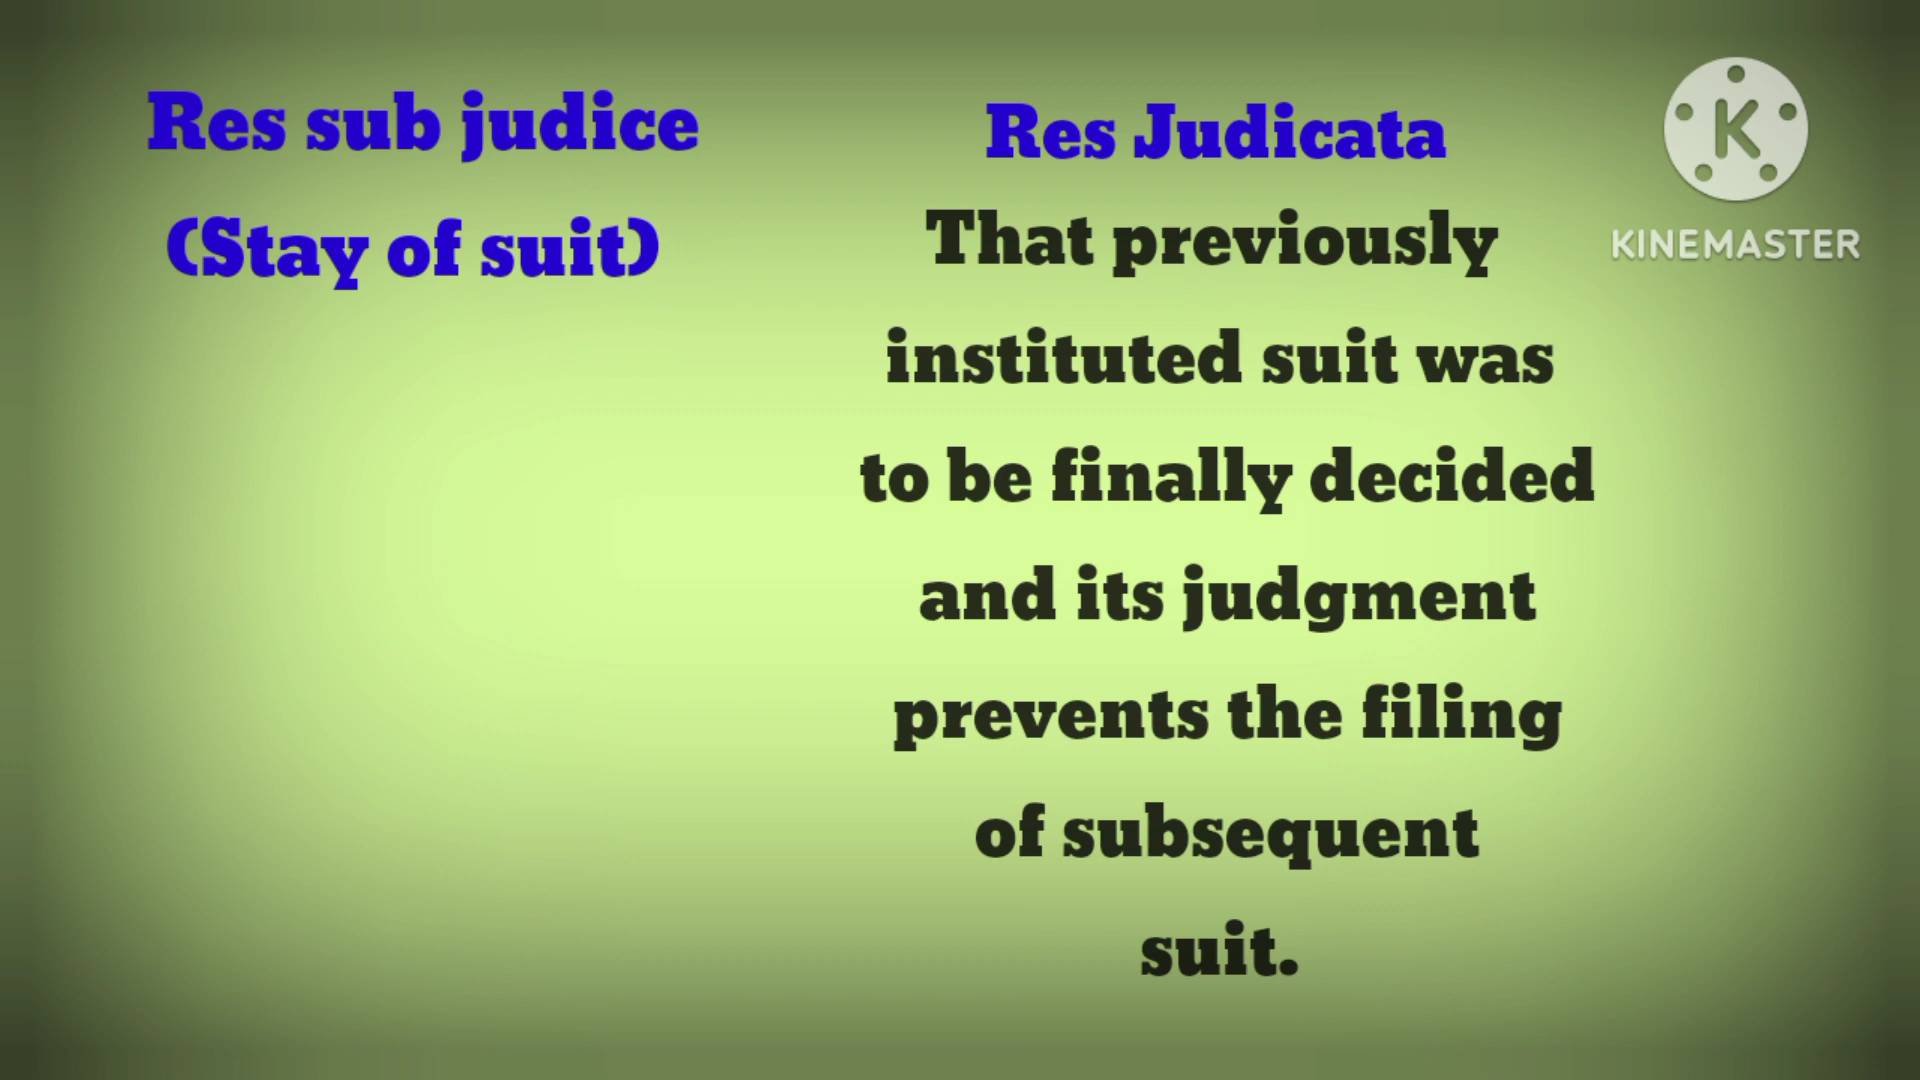 Res sub judice
(Stay of suit)
Res Judicata
That previously
instituted suit was
to be finally decided
and its judgment
prevents the filing
of subsequent
suit.
K
KINEMASTER